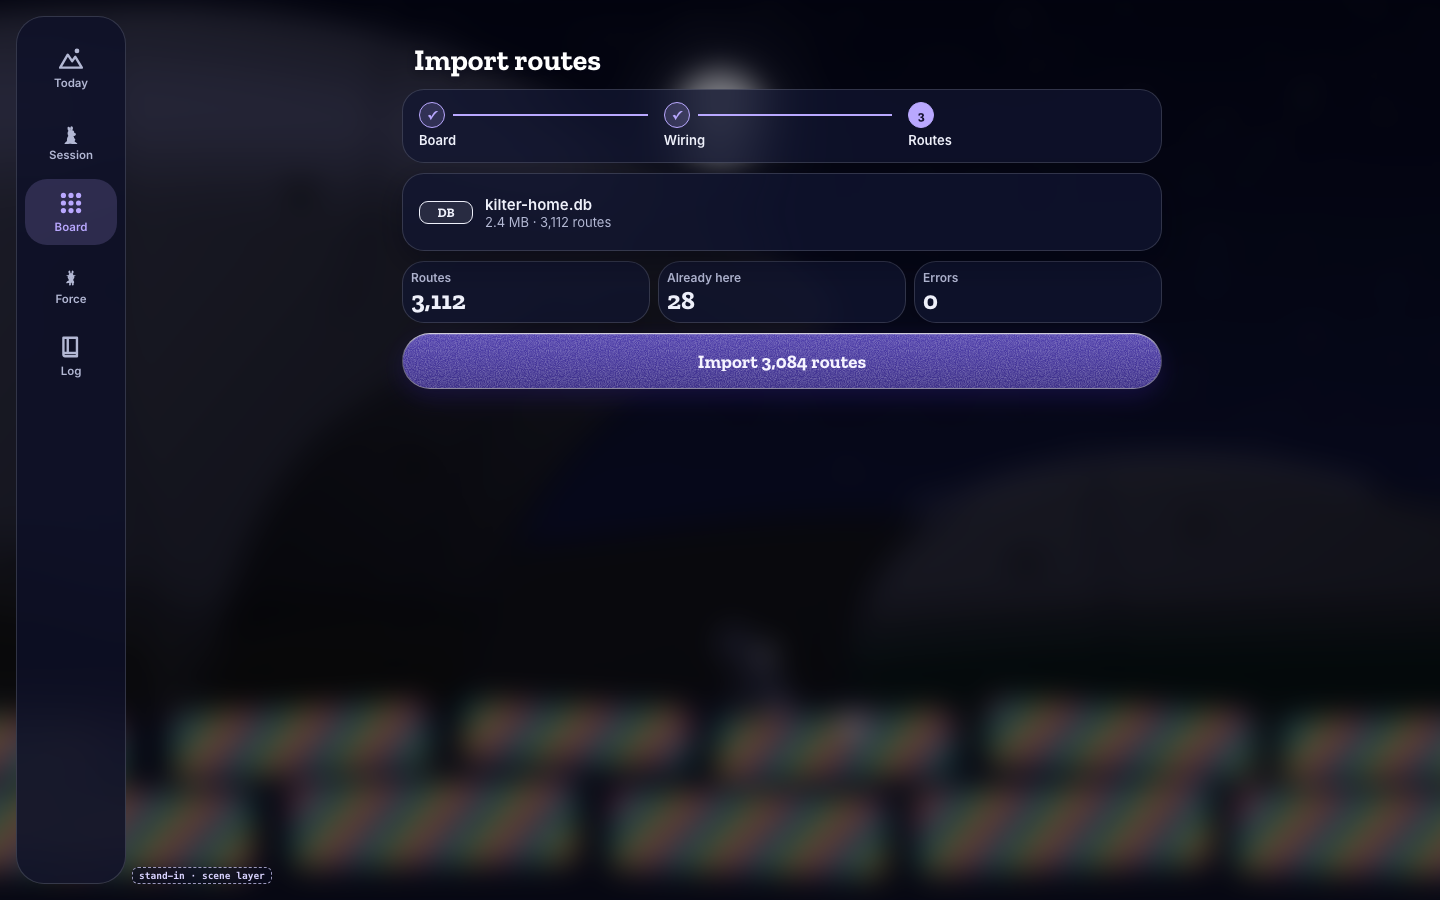 Import routes
Today
Session
Board
Force
Log
✓
✓
3
Board
Wiring
Routes
DB
kilter-home.db
2.4 MB · 3,112 routes
Routes
3,112
Already here
28
Errors
0
Import 3,084 routes
stand-in · scene layer